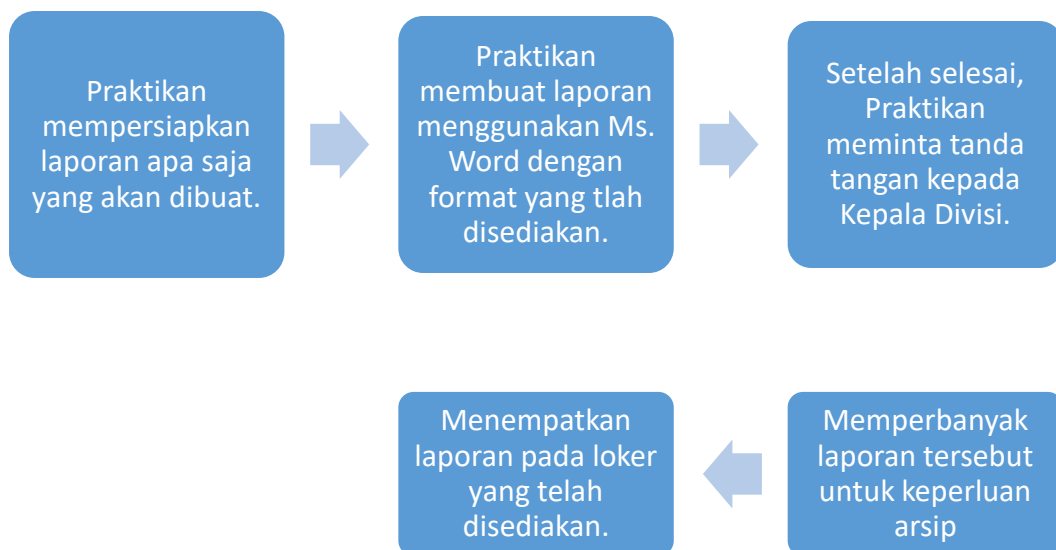 Praktikan
mempersiapkan
laporan apa saja
yang akan dibuat.
Praktikan
membuat laporan
menggunakan Ms.
Word dengan
format yang tlah
disediakan.
Setelah selesai,
Praktikan
meminta tanda
tangan kepada
Kepala Divisi.
Memperbanyak
laporan tersebut
untuk keperluan
arsip
Menempatkan
laporan pada loker
yang telah
disediakan.